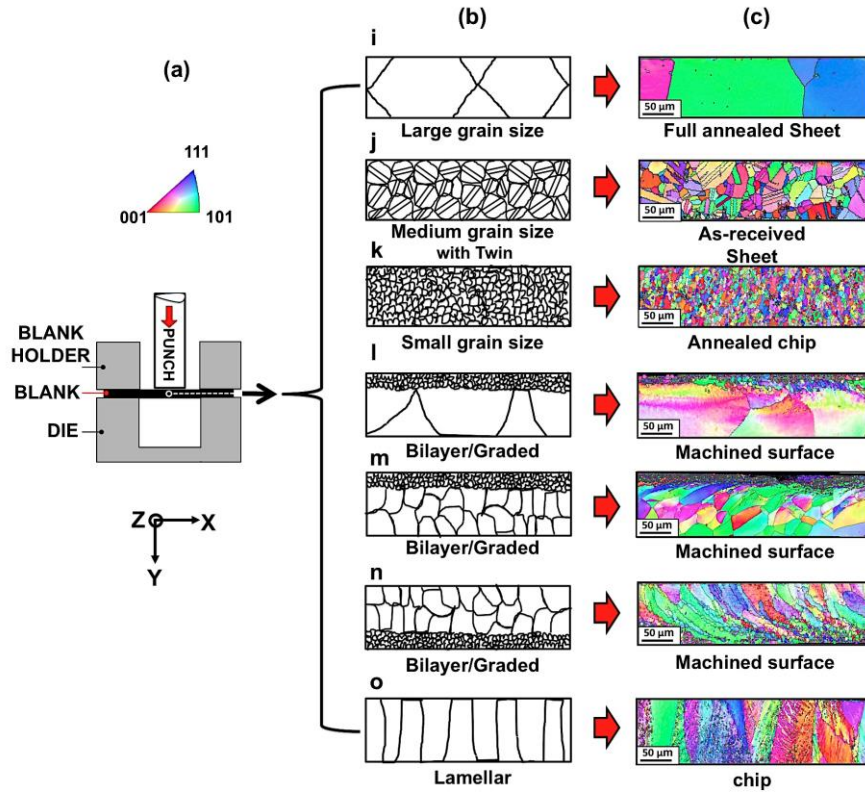 (a)
111
001
101
PUNCH
BLANK
HOLDER
BLANK
DIE
Z
X
Y
(b)
(c)
i
Large grain size
50 µm
Full annealed Sheet
j
Medium grain size
with Twin
50 µm
As-received
Sheet
k
Small grain size
50 µm
Annealed chip
l
Bilayer/Graded
50 µm
Machined surface
m
Bilayer/Graded
50 µm
Machined surface
n
Bilayer/Graded
50 µm
Machined surface
o
Lamellar
50 µm
chip